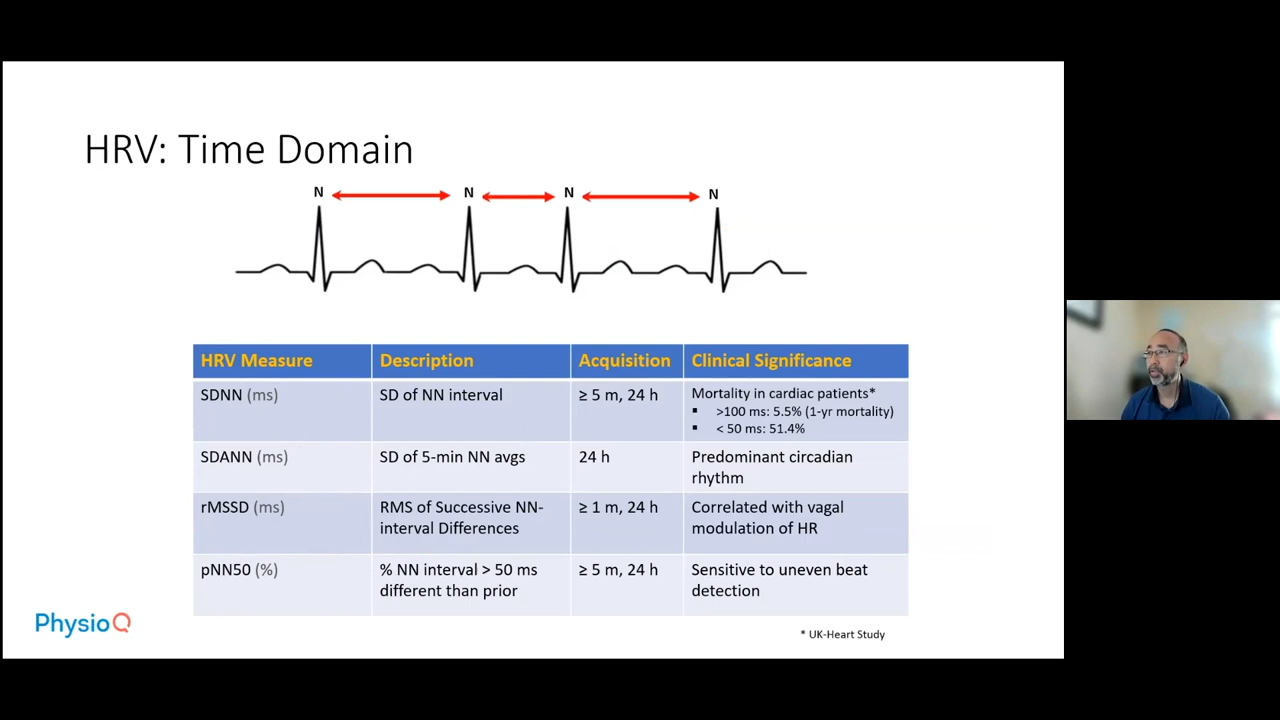 HRV: Time Domain
N N N N
HRV Measure Description Acquisition Clinical Significance
SDNN (ms) SD of NN interval ≥ 5 m, 24 h Mortality in cardiac patients*
▪ >100 ms: 5.5% (1-yr mortality)
▪ < 50 ms: 51.4%
SDANN (ms) SD of 5-min NN avgs 24 h Predominant circadian
rhythm
rMSSD (ms) RMS of Successive NN- ≥ 1 m, 24 h Correlated with vagal
interval Differences modulation of HR
pNN50 (%) % NN interval > 50 ms ≥ 5 m, 24 h Sensitive to uneven beat
different than prior detection
PhysioQ
* UK-Heart Study